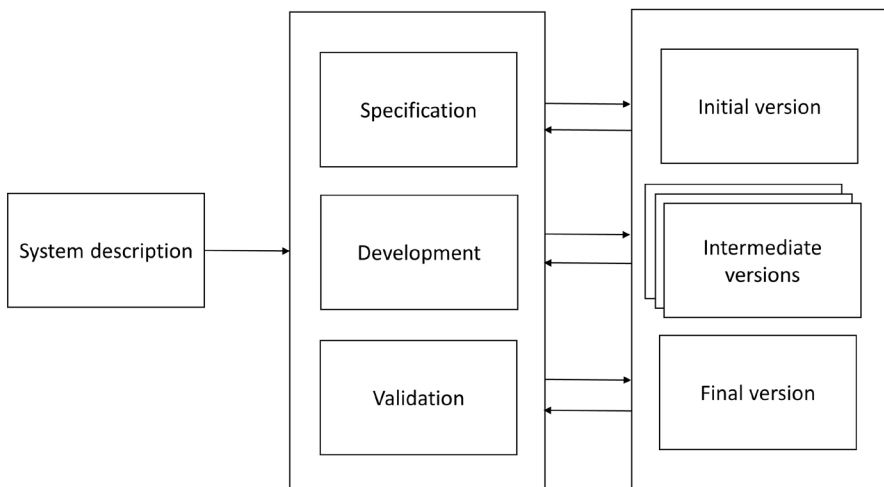 System description
Specification
Development
Validation
Initial version
Intermediate
versions
Final version